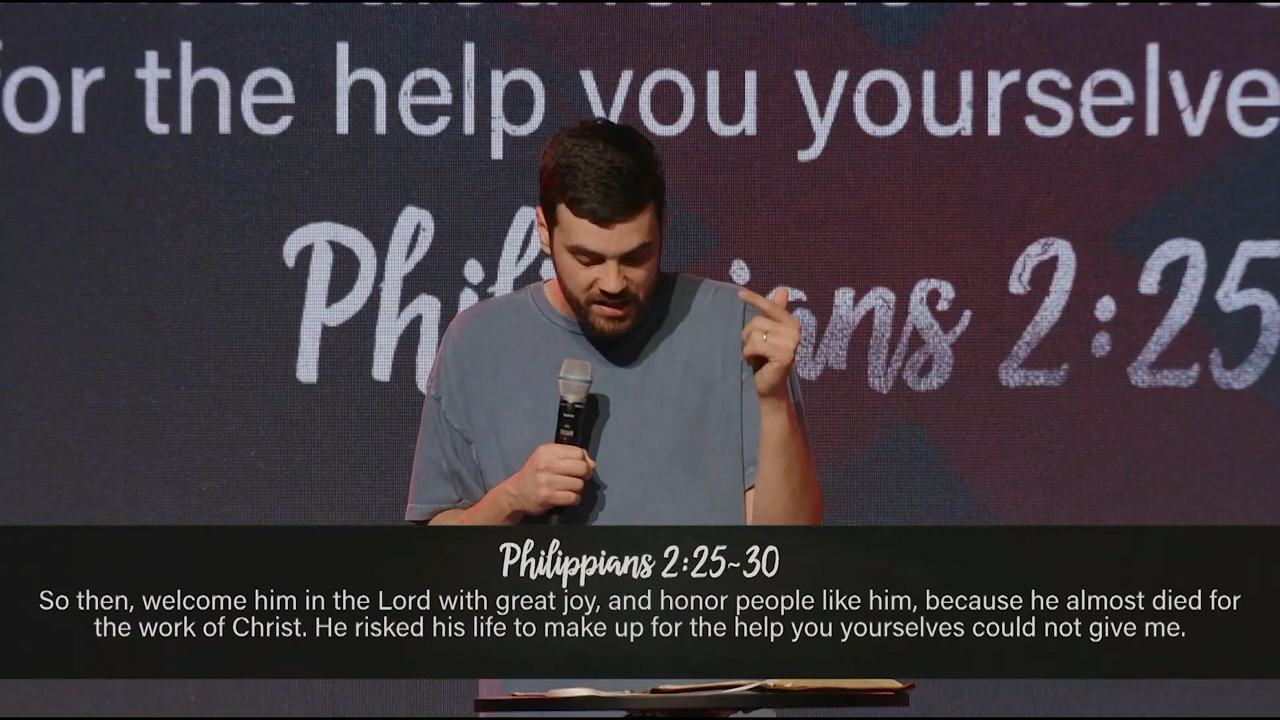 for the help you yourselve
Philippians 2:25
Philippians 2:25~30
So then, welcome him in the Lord with great joy, and honor people like him, because he almost died for
the work of Christ. He risked his life to make up for the help you yourselves could not give me.